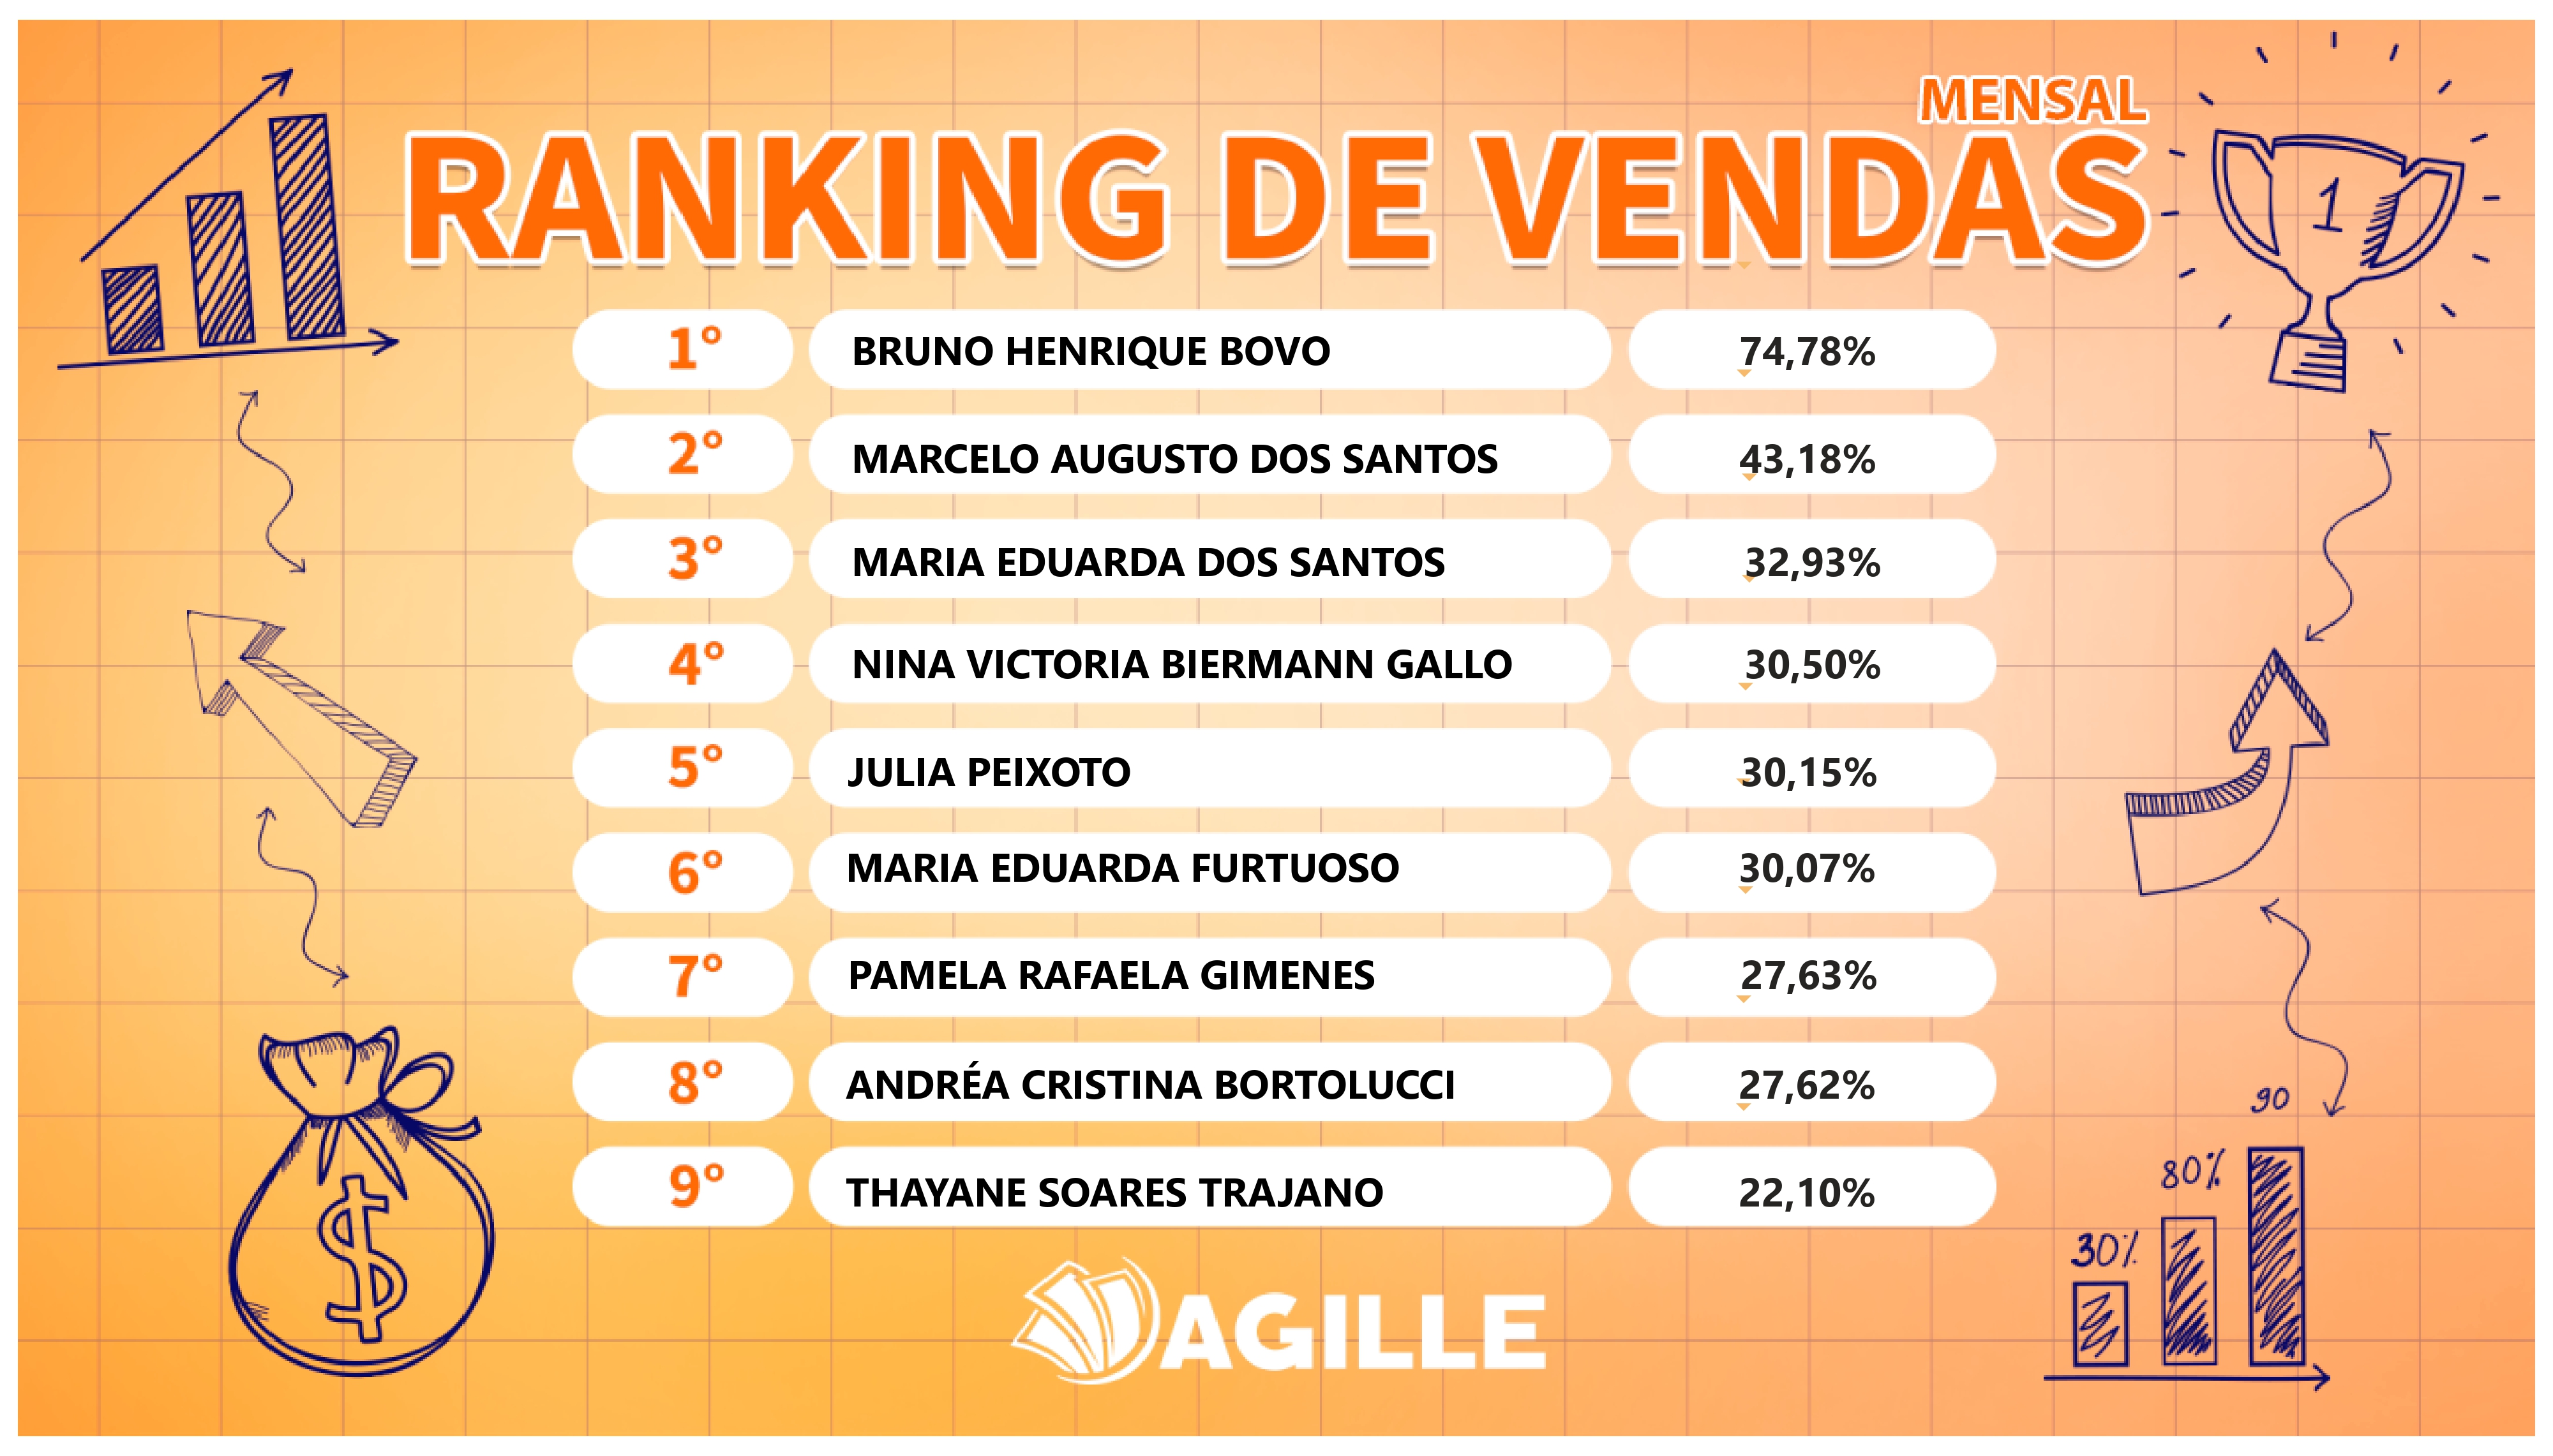 MENSAL
RANKING DE VENDAS
1
1° BRUNO HENRIQUE BOVO 74,78%
2° MARCELO AUGUSTO DOS SANTOS 43,18%
3° MARIA EDUARDA DOS SANTOS 32,93%
4° NINA VICTORIA BIERMANN GALLO 30,50%
5° JULIA PEIXOTO 30,15%
6° MARIA EDUARDA FURTUOSO 30,07%
7° PAMELA RAFAELA GIMENES 27,63%
8° ANDRÉA CRISTINA BORTOLUCCI 27,62%
9° THAYANE SOARES TRAJANO 22,10%
90
80%
30%
$
AGILLE